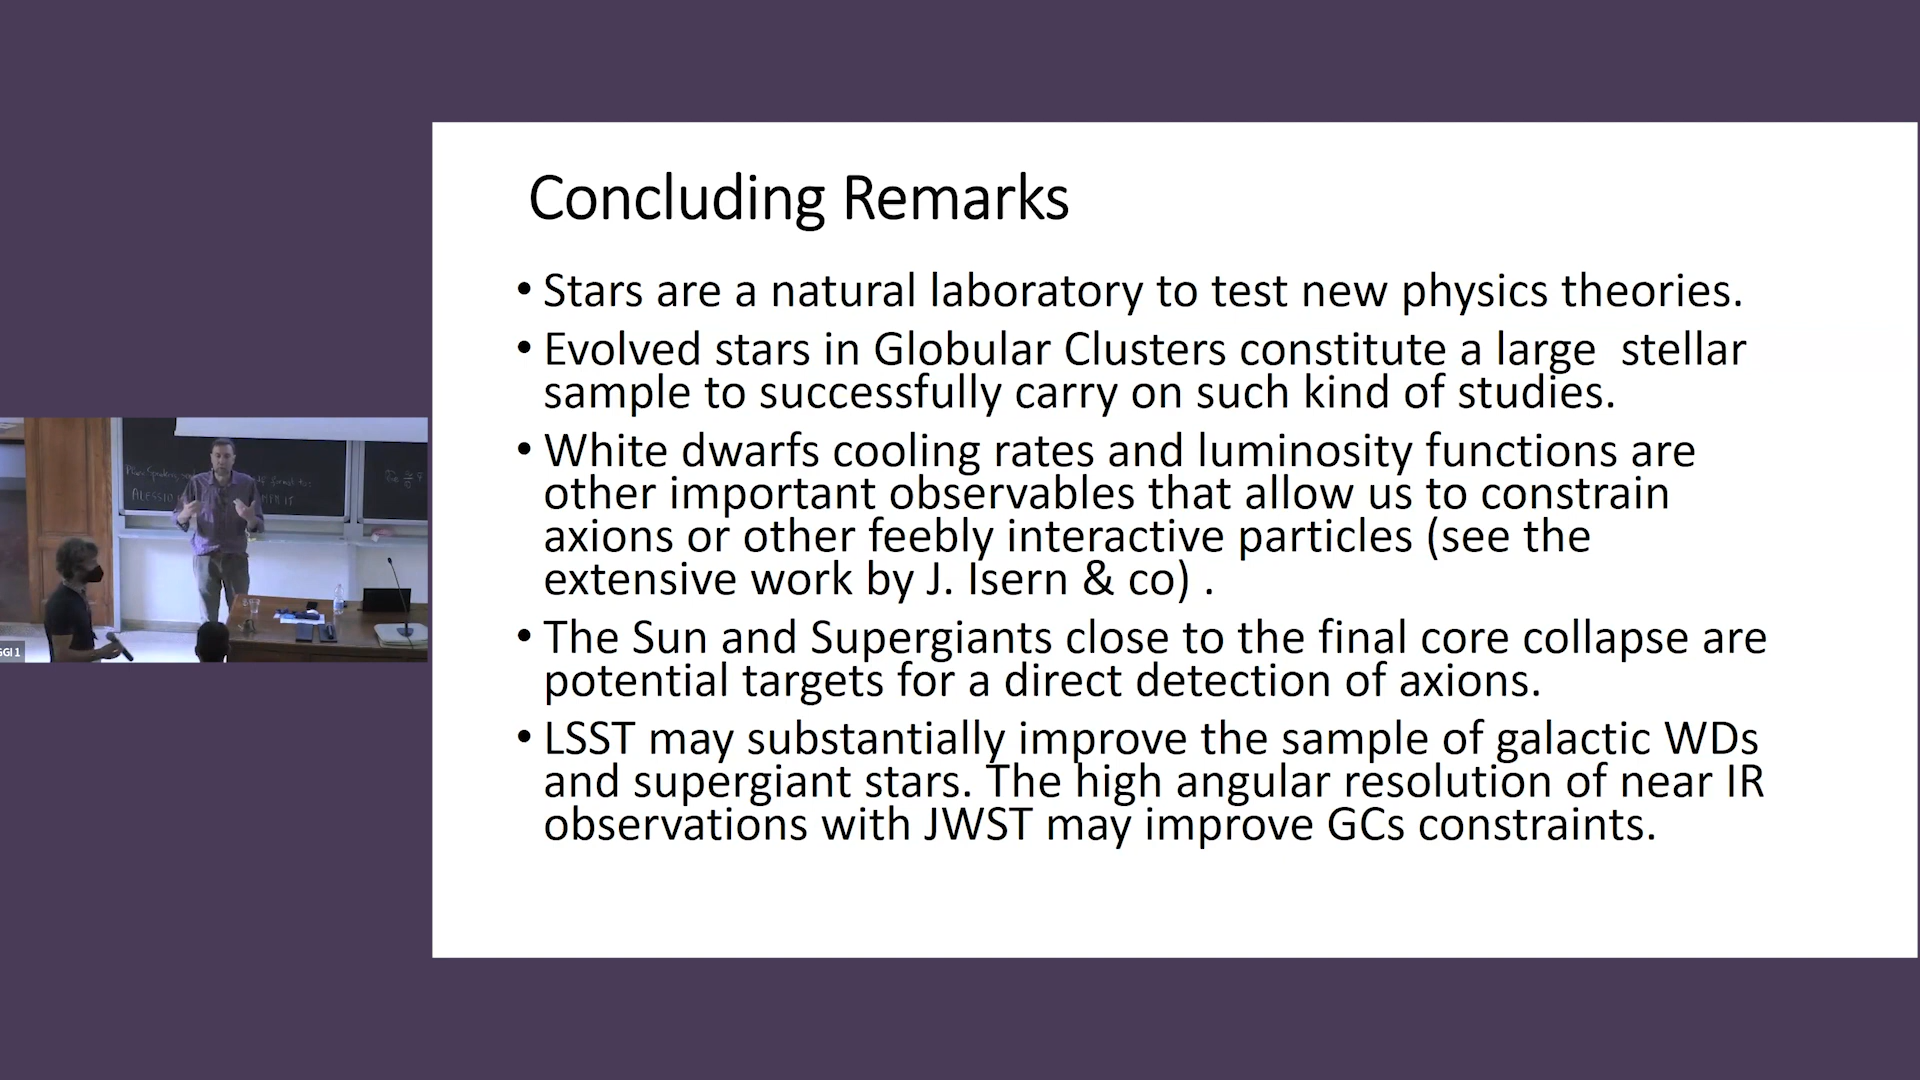 Concluding Remarks
• Stars are a natural laboratory to test new physics theories.
• Evolved stars in Globular Clusters constitute a large  stellar
sample to successfully carry on such kind of studies.
• White dwarfs cooling rates and luminosity functions are
other important observables that allow us to constrain
axions or other feebly interactive particles (see the
extensive work by J. Isern & co) .
• The Sun and Supergiants close to the final core collapse are
potential targets for a direct detection of axions.
• LSST may substantially improve the sample of galactic WDs
and supergiant stars. The high angular resolution of near IR
observations with JWST may improve GCs constraints.
ALESSIO
GGI 1